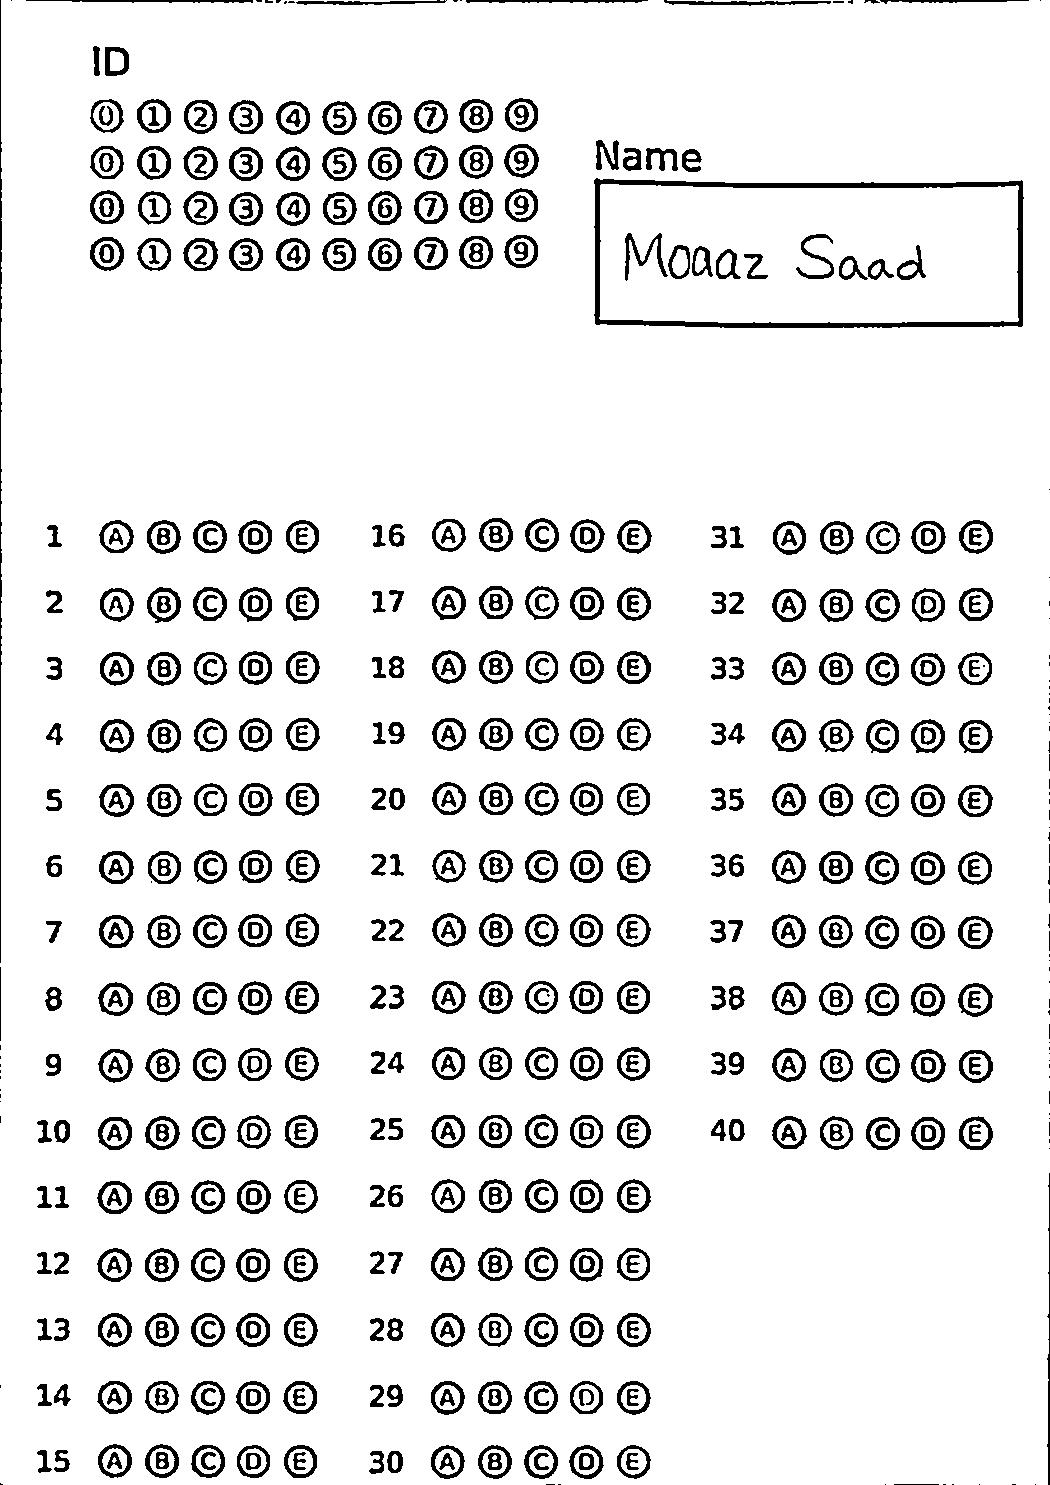 ID
0 1 2 3 4 5 6 7 8 9
0 1 2 3 4 5 6 7 8 9
0 1 2 3 4 5 6 7 8 9
0 1 2 3 4 5 6 7 8 9
Name
Moaaz Saad
1 A B C D E 16 A B C D E 31 A B C D E
2 A B C D E 17 A B C D E 32 A B C D E
3 A B C D E 18 A B C D E 33 A B C D E
4 A B C D E 19 A B C D E 34 A B C D E
5 A B C D E 20 A B C D E 35 A B C D E
6 A B C D E 21 A B C D E 36 A B C D E
7 A B C D E 22 A B C D E 37 A B C D E
8 A B C D E 23 A B C D E 38 A B C D E
9 A B C D E 24 A B C D E 39 A B C D E
10 A B C D E 25 A B C D E 40 A B C D E
11 A B C D E 26 A B C D E
12 A B C D E 27 A B C D E
13 A B C D E 28 A B C D E
14 A B C D E 29 A B C D E
15 A B C D E 30 A B C D E